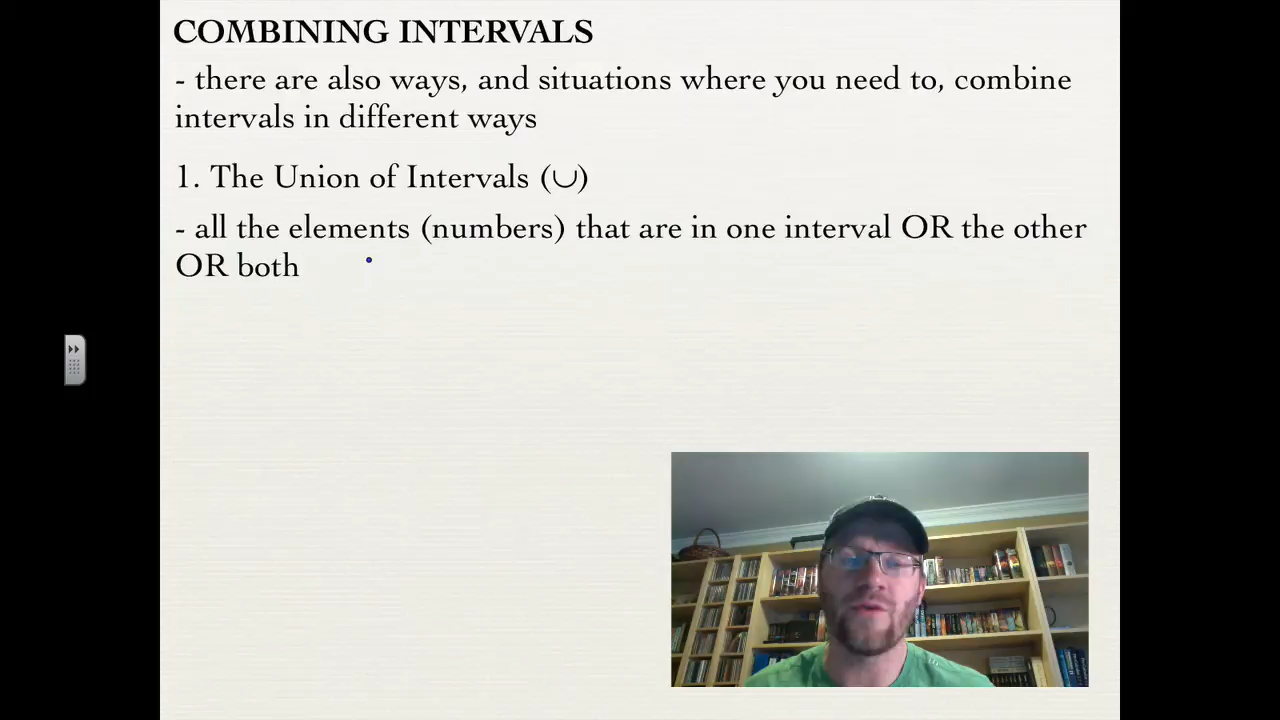 COMBINING INTERVALS
- there are also ways, and situations where you need to, combine
intervals in different ways
1. The Union of Intervals (∪)
- all the elements (numbers) that are in one interval OR the other
OR both